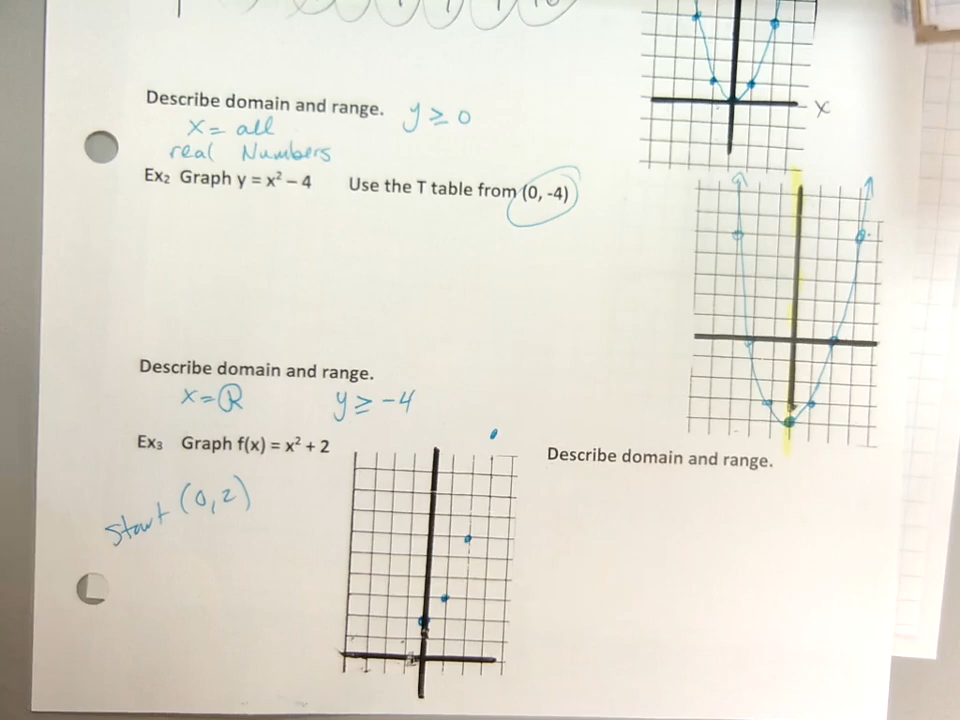 Describe domain and range. y ≥ 0
x = all
real Numbers
x
Ex2 Graph y = x² – 4 Use the T table from (0, -4)
Describe domain and range.
x = ℝ y ≥ -4
Ex3 Graph f(x) = x² + 2
Describe domain and range.
Start (0,2)